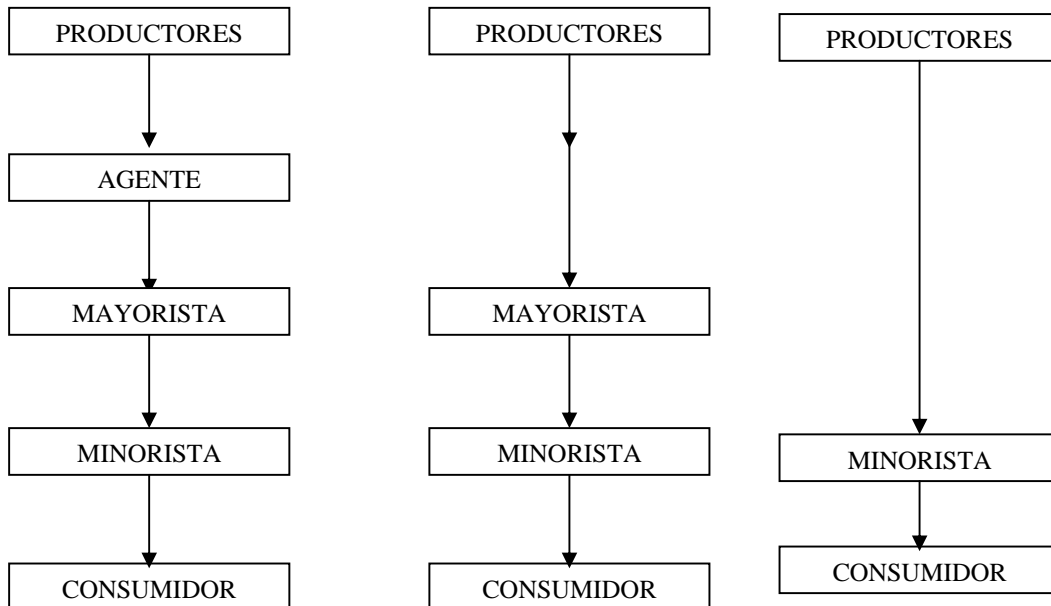 PRODUCTORES
AGENTE
MAYORISTA
MINORISTA
CONSUMIDOR
PRODUCTORES
MAYORISTA
MINORISTA
CONSUMIDOR
PRODUCTORES
MINORISTA
CONSUMIDOR